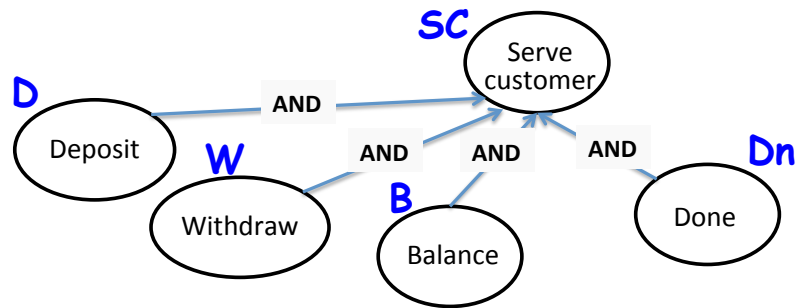 SC
Serve
customer
D
AND
Deposit
W
AND
AND
AND
Dn
Withdraw
B
Balance
Done